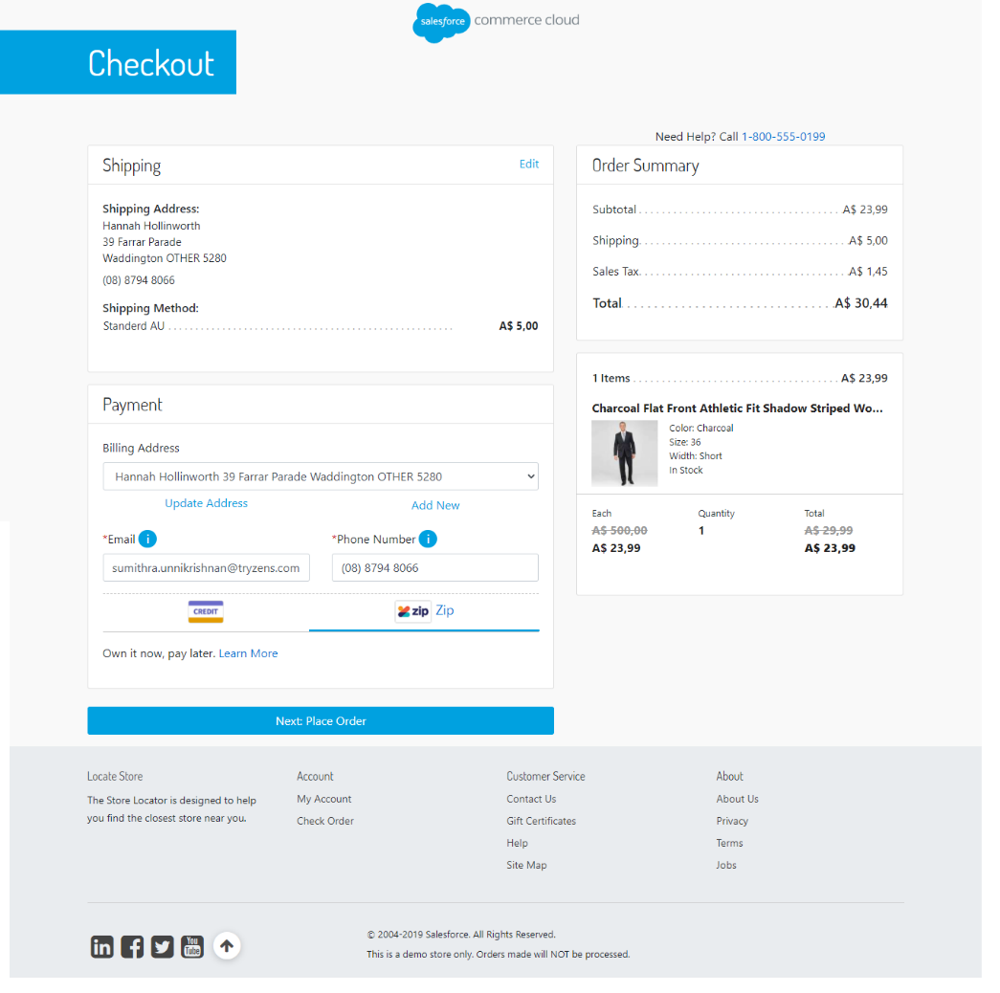 salesforce commerce cloud
Checkout
Need Help? Call 1-800-555-0199
Shipping
Edit
Shipping Address:
Hannah Hollinworth
39 Farrar Parade
Waddington OTHER 5280
(08) 8794 8066
Shipping Method:
Standerd AU A$ 5,00
Payment
Billing Address
Hannah Hollinworth 39 Farrar Parade Waddington OTHER 5280
Update Address
Add New
*Email i
*Phone Number i
sumithra.unnikrishnan@tryzens.com
(08) 8794 8066
CREDIT
zip Zip
Own it now, pay later. Learn More
Next: Place Order
Order Summary
Subtotal A$ 23,99
Shipping A$ 5,00
Sales Tax A$ 1,45
Total A$ 30,44
1 Items A$ 23,99
Charcoal Flat Front Athletic Fit Shadow Striped Wo...
Color: Charcoal
Size: 36
Width: Short
In Stock
Each Quantity Total
A$ 500,00 1 A$ 29,99
A$ 23,99 A$ 23,99
Locate Store
The Store Locator is designed to help
you find the closest store near you.
Account
My Account
Check Order
Customer Service
Contact Us
Gift Certificates
Help
Site Map
About
About Us
Privacy
Terms
Jobs
in f You Tube
© 2004-2019 Salesforce. All Rights Reserved.
This is a demo store only. Orders made will NOT be processed.